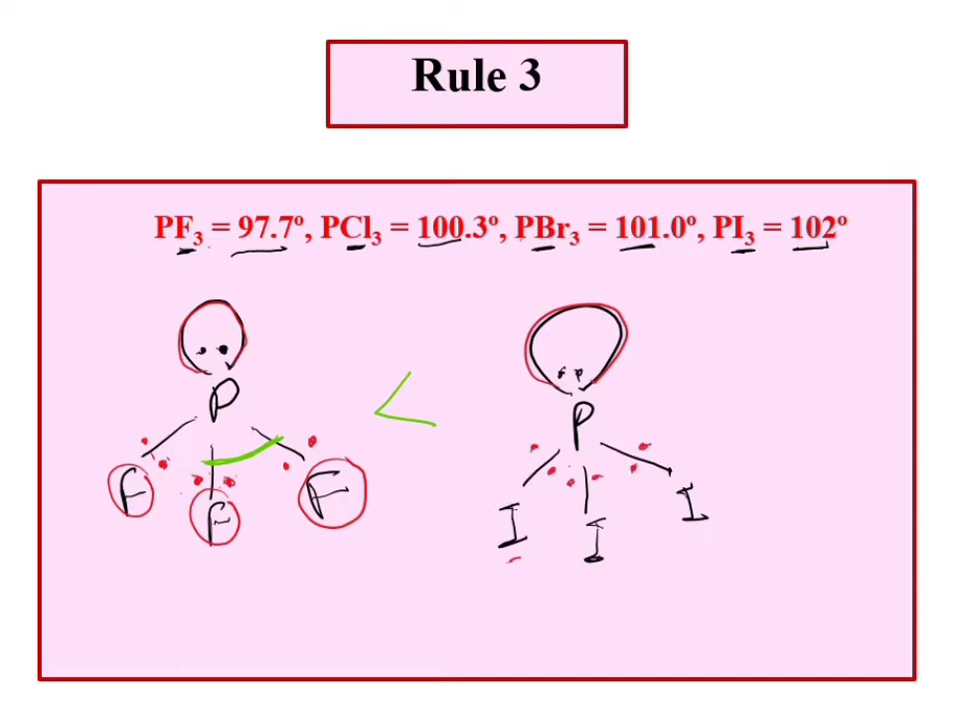 Rule 3
PF₃ = 97.7º, PCl₃ = 100.3º, PBr₃ = 101.0º, PI₃ = 102º
P < P
F F F I I I